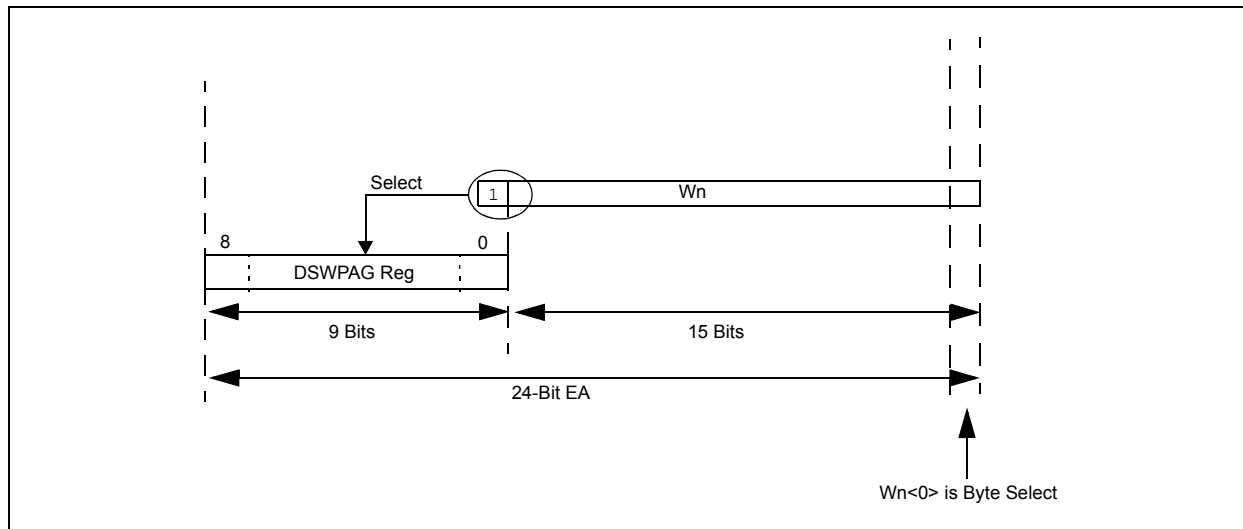 Select
1
Wn
8
0
DSWPAG Reg
9 Bits
15 Bits
24-Bit EA
Wn<0> is Byte Select